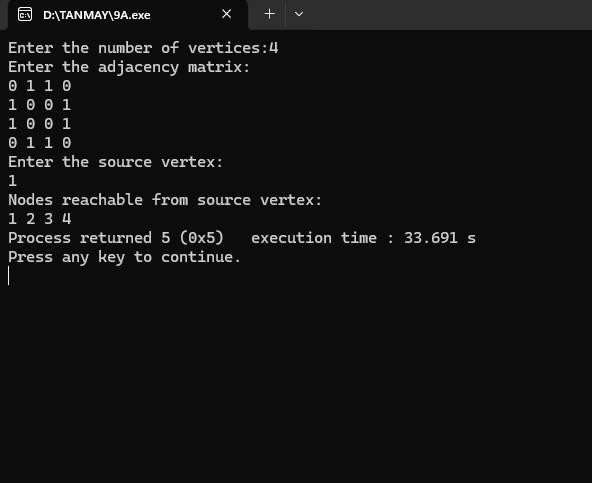 D:\TANMAY\9A.exe
Enter the number of vertices:4
Enter the adjacency matrix:
0 1 1 0
1 0 0 1
1 0 0 1
0 1 1 0
Enter the source vertex:
1
Nodes reachable from source vertex:
1 2 3 4
Process returned 5 (0x5)   execution time : 33.691 s
Press any key to continue.